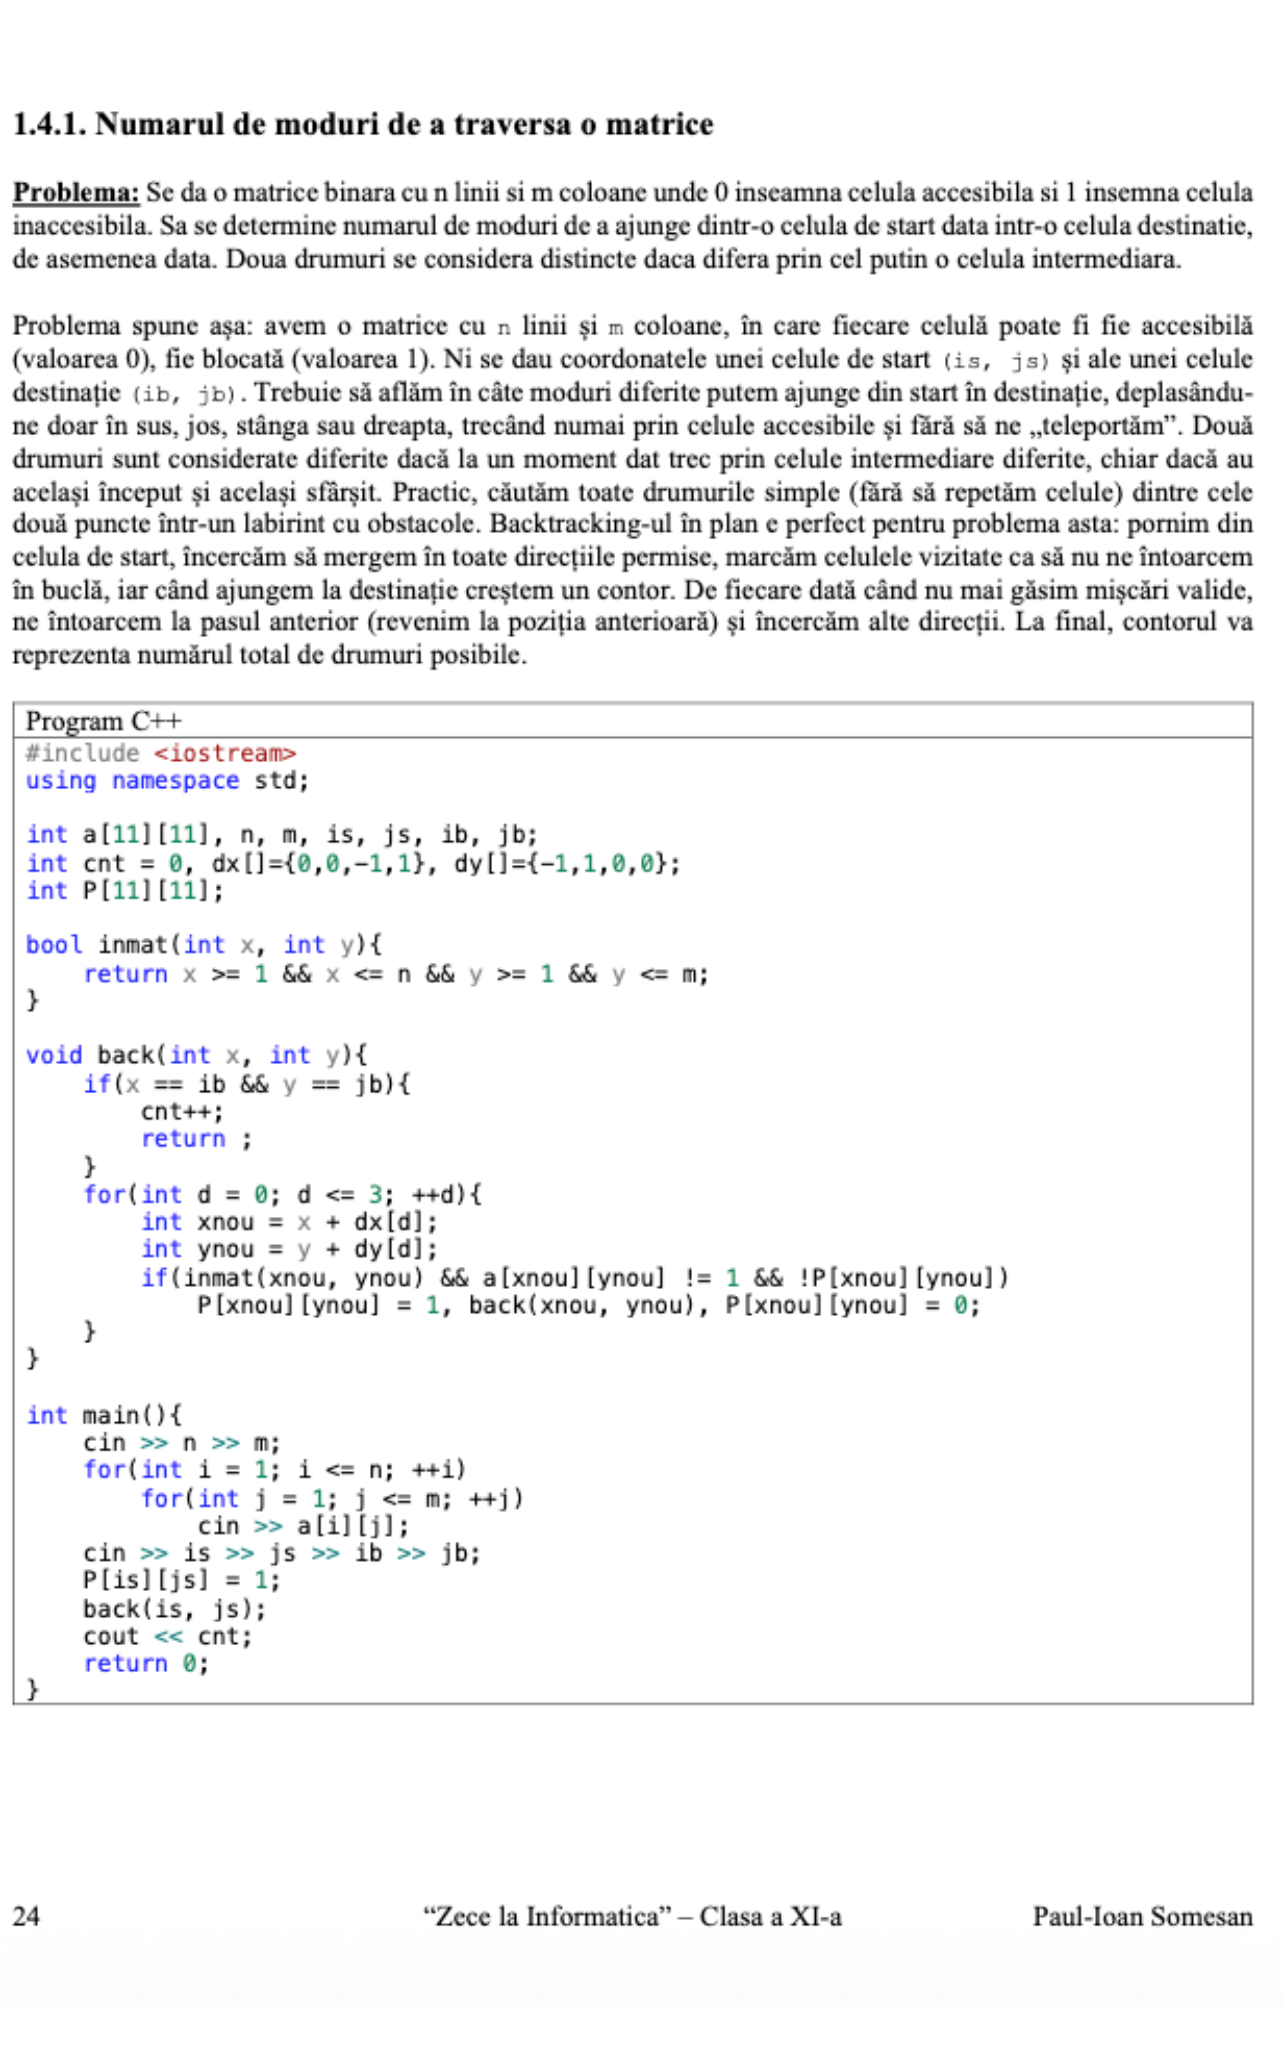 1.4.1. Numarul de moduri de a traversa o matrice
Problema: Se da o matrice binara cu n linii si m coloane unde 0 inseamna celula accesibila si 1 insemna celula
inaccesibila. Sa se determine numarul de moduri de a ajunge dintr-o celula de start data intr-o celula destinatie,
de asemenea data. Doua drumuri se considera distincte daca difera prin cel putin o celula intermediara.
Problema spune așa: avem o matrice cu n linii și m coloane, în care fiecare celulă poate fi fie accesibilă
(valoarea 0), fie blocată (valoarea 1). Ni se dau coordonatele unei celule de start (is, js) și ale unei celule
destinație (ib, jb). Trebuie să aflăm în câte moduri diferite putem ajunge din start în destinație, deplasându-
ne doar în sus, jos, stânga sau dreapta, trecând numai prin celule accesibile și fără să ne „teleportăm”. Două
drumuri sunt considerate diferite dacă la un moment dat trec prin celule intermediare diferite, chiar dacă au
același început și același sfârșit. Practic, căutăm toate drumurile simple (fără să repetăm celule) dintre cele
două puncte într-un labirint cu obstacole. Backtracking-ul în plan e perfect pentru problema asta: pornim din
celula de start, încercăm să mergem în toate direcțiile permise, marcăm celulele vizitate ca să nu ne întoarcem
în buclă, iar când ajungem la destinație creștem un contor. De fiecare dată când nu mai găsim mișcări valide,
ne întoarcem la pasul anterior (revenim la poziția anterioară) și încercăm alte direcții. La final, contorul va
reprezenta numărul total de drumuri posibile.
Program C++
#include <iostream>
using namespace std;
int a[11][11], n, m, is, js, ib, jb;
int cnt = 0, dx[]={0,0,-1,1}, dy[]={-1,1,0,0};
int P[11][11];
bool inmat(int x, int y){
    return x >= 1 && x <= n && y >= 1 && y <= m;
}
void back(int x, int y){
    if(x == ib && y == jb){
        cnt++;
        return ;
    }
    for(int d = 0; d <= 3; ++d){
        int xnou = x + dx[d];
        int ynou = y + dy[d];
        if(inmat(xnou, ynou) && a[xnou][ynou] != 1 && !P[xnou][ynou])
            P[xnou][ynou] = 1, back(xnou, ynou), P[xnou][ynou] = 0;
    }
}
int main(){
    cin >> n >> m;
    for(int i = 1; i <= n; ++i)
        for(int j = 1; j <= m; ++j)
            cin >> a[i][j];
    cin >> is >> js >> ib >> jb;
    P[is][js] = 1;
    back(is, js);
    cout << cnt;
    return 0;
}
24 “Zece la Informatica” – Clasa a XI-a Paul-Ioan Somesan